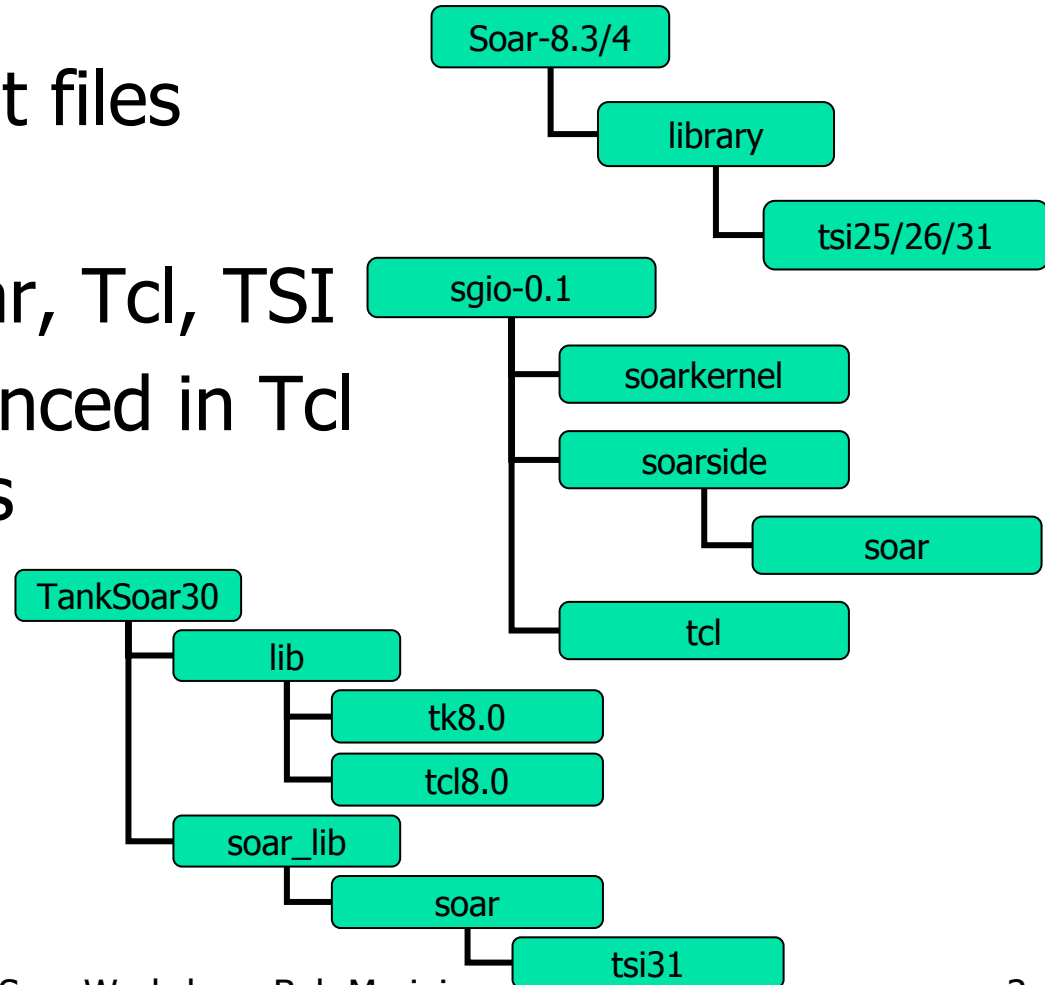 Soar-8.3/4
t files
library
tsi25/26/31
r, Tcl, TSI
sgio-0.1
soarkernel
nced in Tcl
soarside
s
soar
TankSoar30
tcl
lib
tk8.0
tcl8.0
soar_lib
soar
tsi31